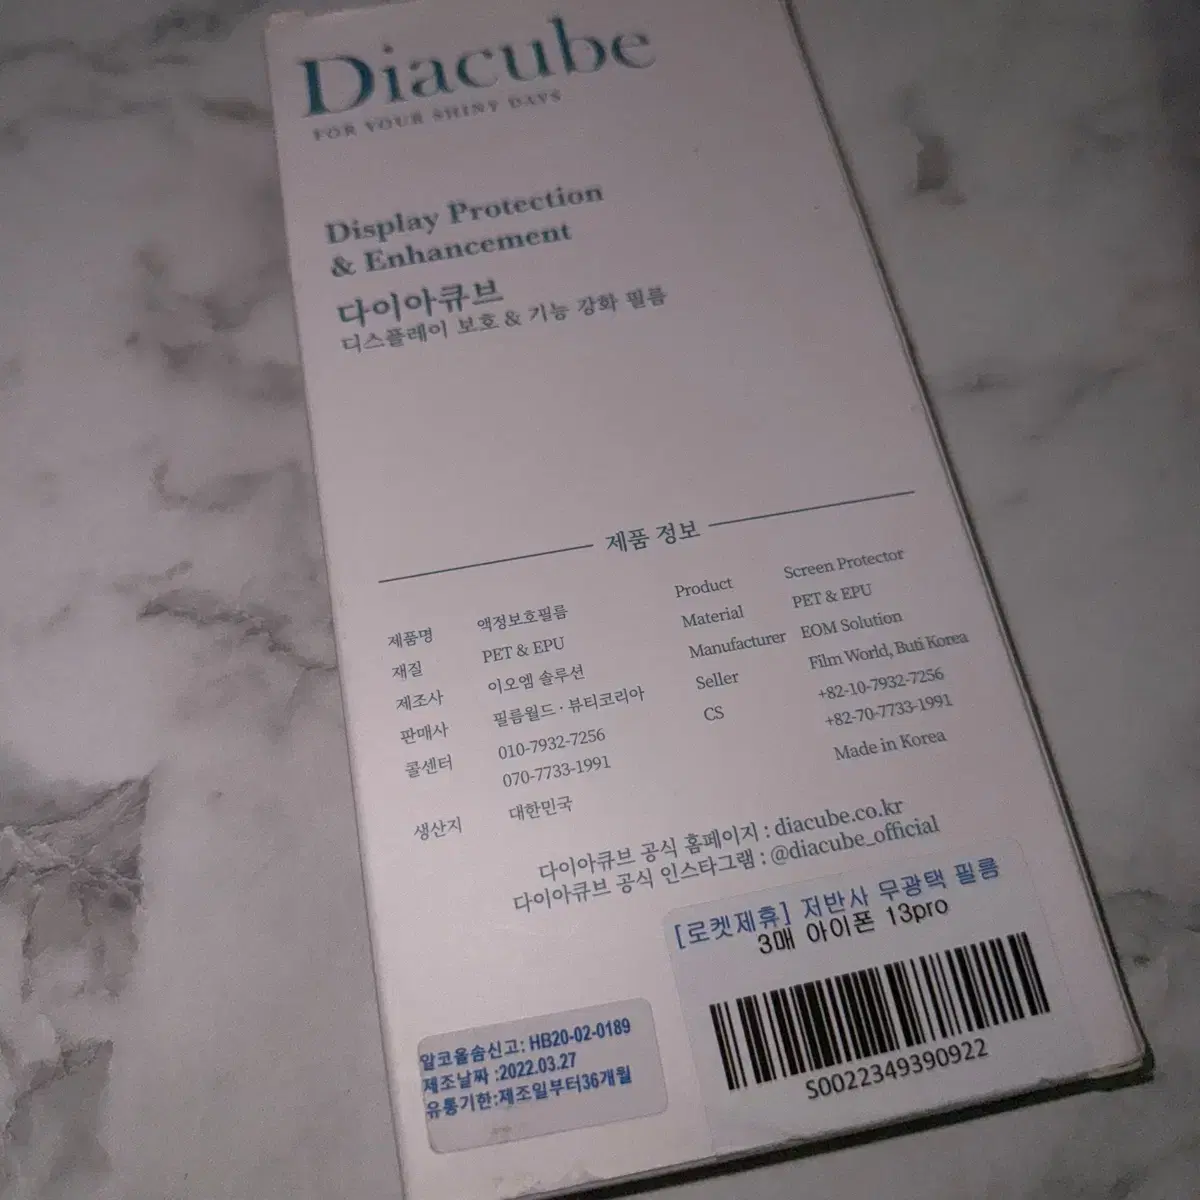 Diacube
FOR YOUR SHINY DAYS
Display Protection
& Enhancement
다이아큐브
디스플레이 보호 & 기능 강화 필름
제품 정보
제품명 액정보호필름
재질 PET & EPU
제조사 이오엠 솔루션
판매사 필름월드 · 뷰티코리아
콜센터 010-7932-7256
070-7733-1991
생산지 대한민국
Product Screen Protector
Material PET & EPU
Manufacturer EOM Solution
Seller Film World, Buti Korea
CS +82-10-7932-7256
+82-70-7733-1991
Made in Korea
다이아큐브 공식 홈페이지 : diacube.co.kr
다이아큐브 공식 인스타그램 : @diacube_official
[로켓제휴] 저반사 무광택 필름
3매 아이폰 13pro
S0022349390922
알코올솜신고: HB20-02-0189
제조날짜 :2022.03.27
유통기한:제조일부터36개월